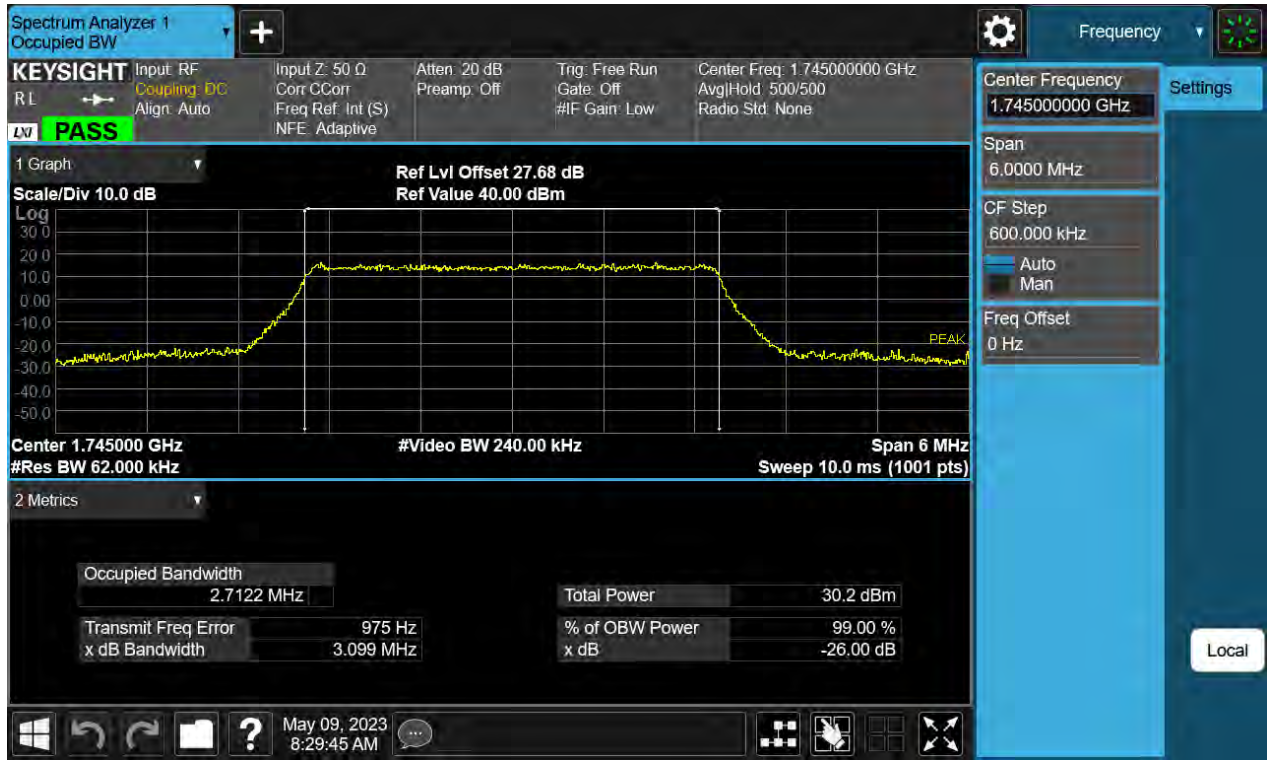 Spectrum Analyzer 1
Occupied BW
+
Frequency
KEYSIGHT
RL
LXI
PASS
Input: RF
Coupling: DC
Align: Auto
Input Z: 50 Ω
Corr CCorr
Freq Ref: Int (S)
NFE: Adaptive
Atten: 20 dB
Preamp: Off
Trig: Free Run
Gate: Off
#IF Gain: Low
Center Freq: 1.745000000 GHz
Avg|Hold: 500/500
Radio Std: None
1 Graph
Scale/Div 10.0 dB
Ref Lvl Offset 27.68 dB
Ref Value 40.00 dBm
Log
30.0
20.0
10.0
0.00
-10.0
-20.0
-30.0
-40.0
-50.0
PEAK
Center 1.745000 GHz
#Video BW 240.00 kHz
Span 6 MHz
#Res BW 62.000 kHz
Sweep 10.0 ms (1001 pts)
2 Metrics
Occupied Bandwidth
2.7122 MHz
Transmit Freq Error 975 Hz
x dB Bandwidth 3.099 MHz
Total Power 30.2 dBm
% of OBW Power 99.00 %
x dB -26.00 dB
Center Frequency
1.745000000 GHz
Settings
Span
6.0000 MHz
CF Step
600.000 kHz
Auto
Man
Freq Offset
0 Hz
Local
?
May 09, 2023
8:29:45 AM